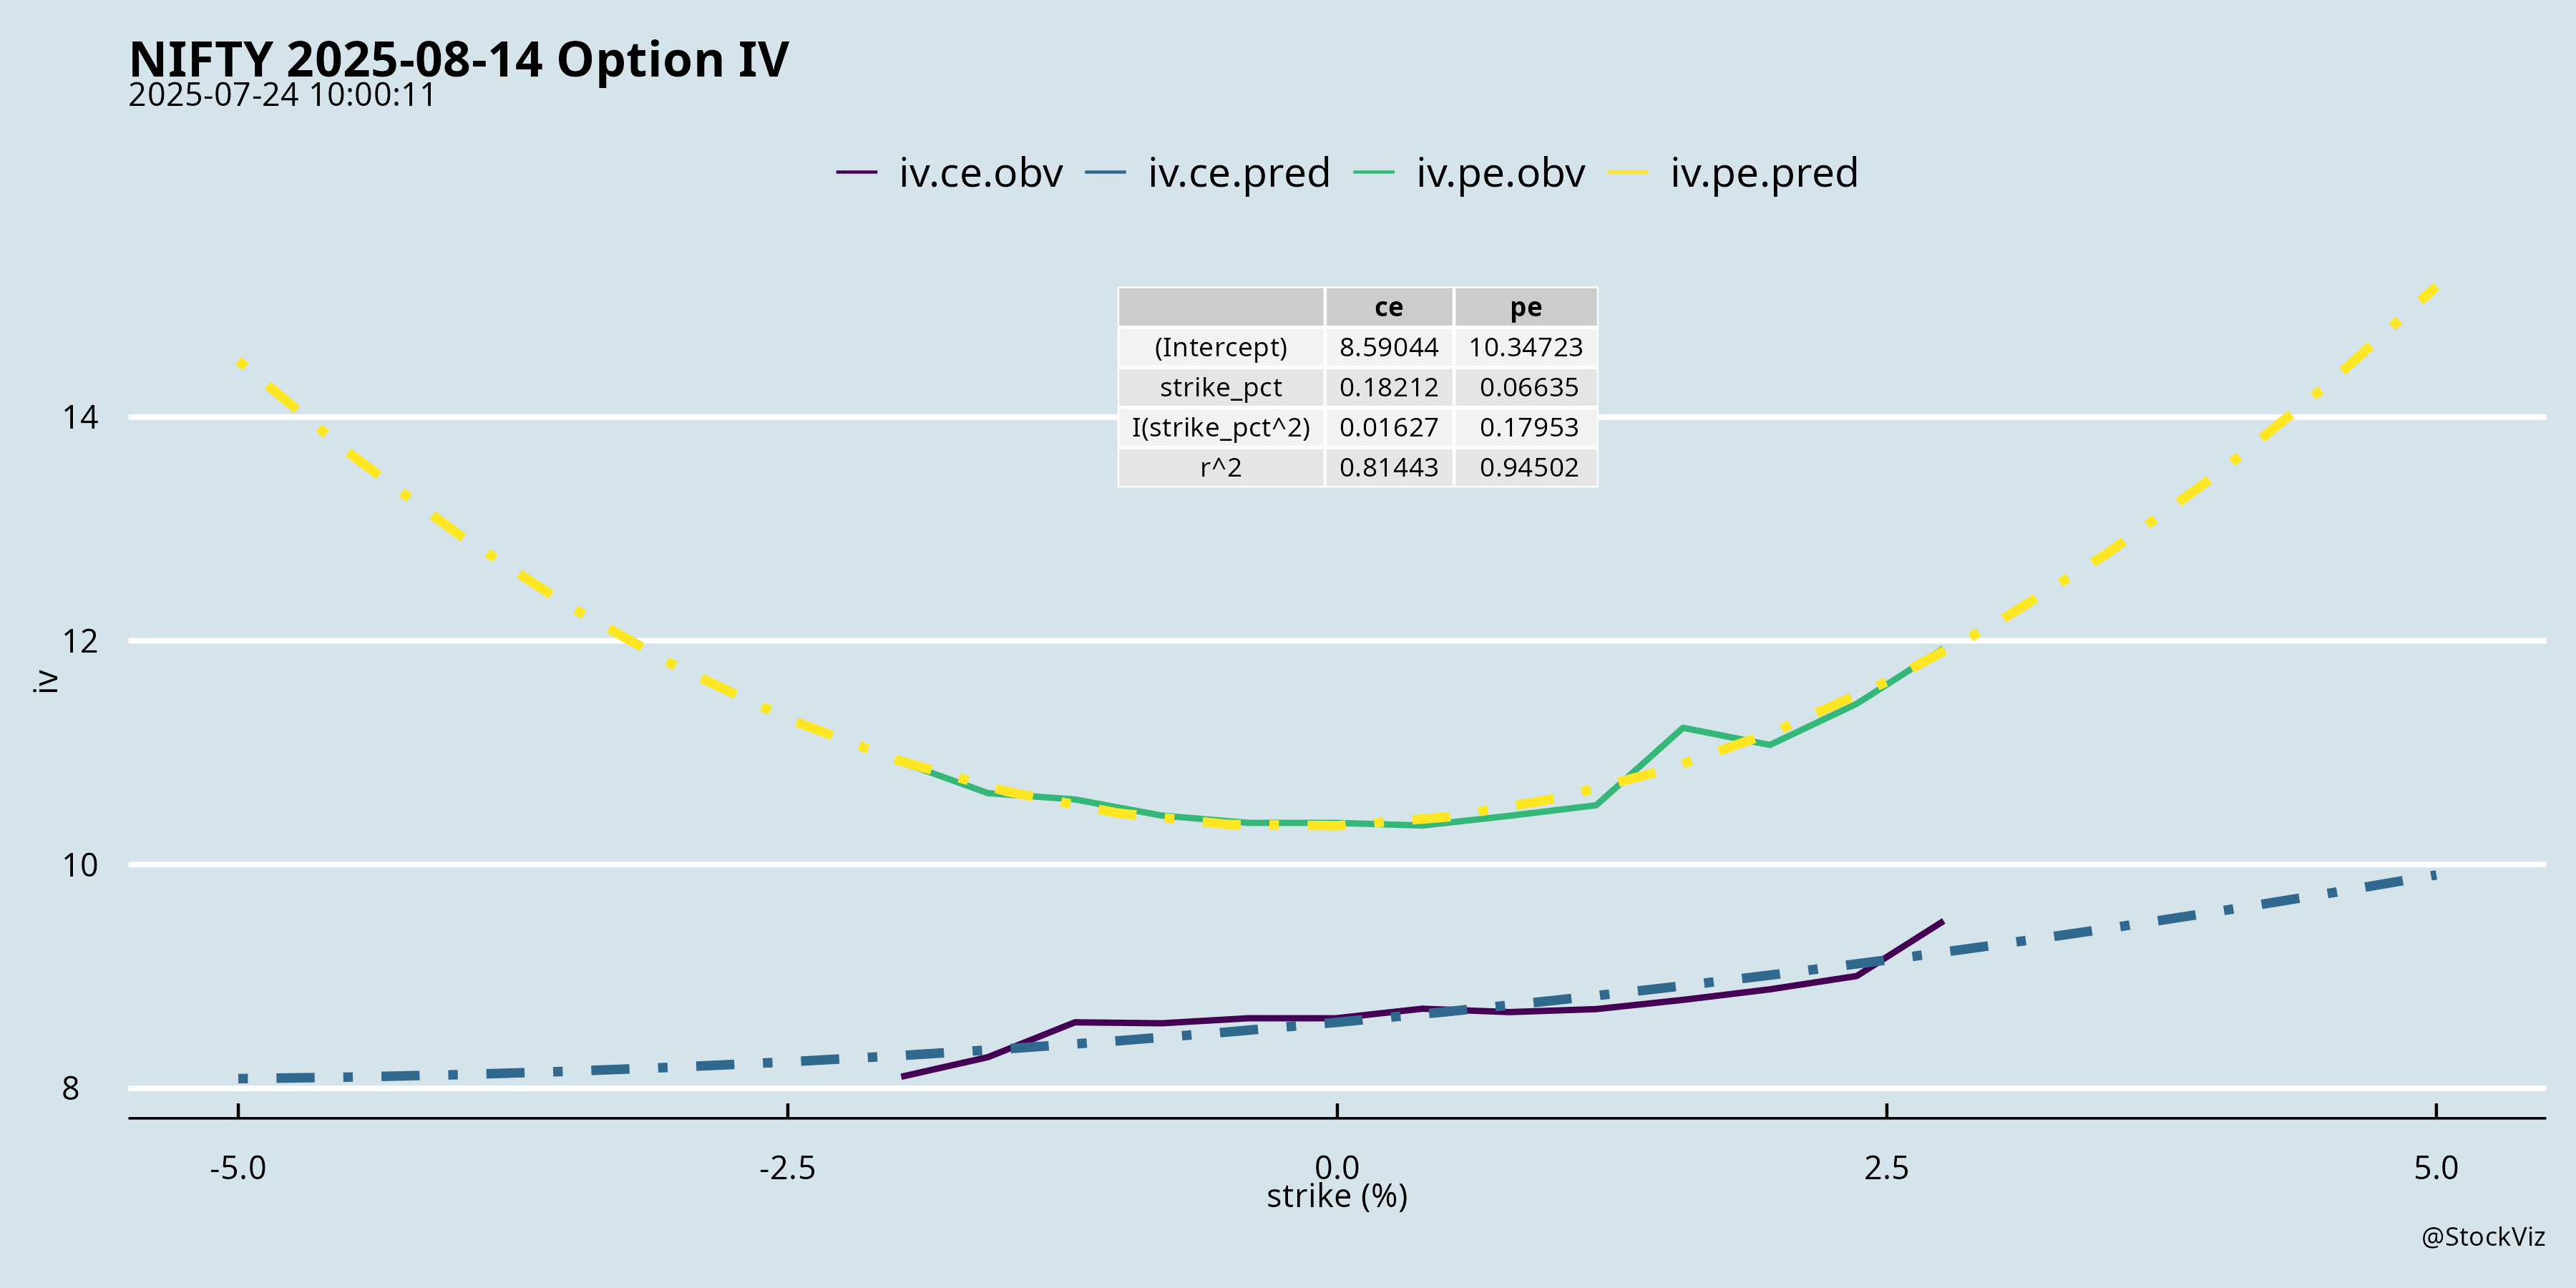 NIFTY 2025-08-14 Option IV
2025-07-24 10:00:11
iv.ce.obv iv.ce.pred iv.pe.obv iv.pe.pred
ce pe
(Intercept) 8.59044 10.34723
strike_pct 0.18212 0.06635
I(strike_pct^2) 0.01627 0.17953
r^2 0.81443 0.94502
14
12
iv
10
8
-5.0 -2.5 0.0 2.5 5.0
strike (%)
@StockViz